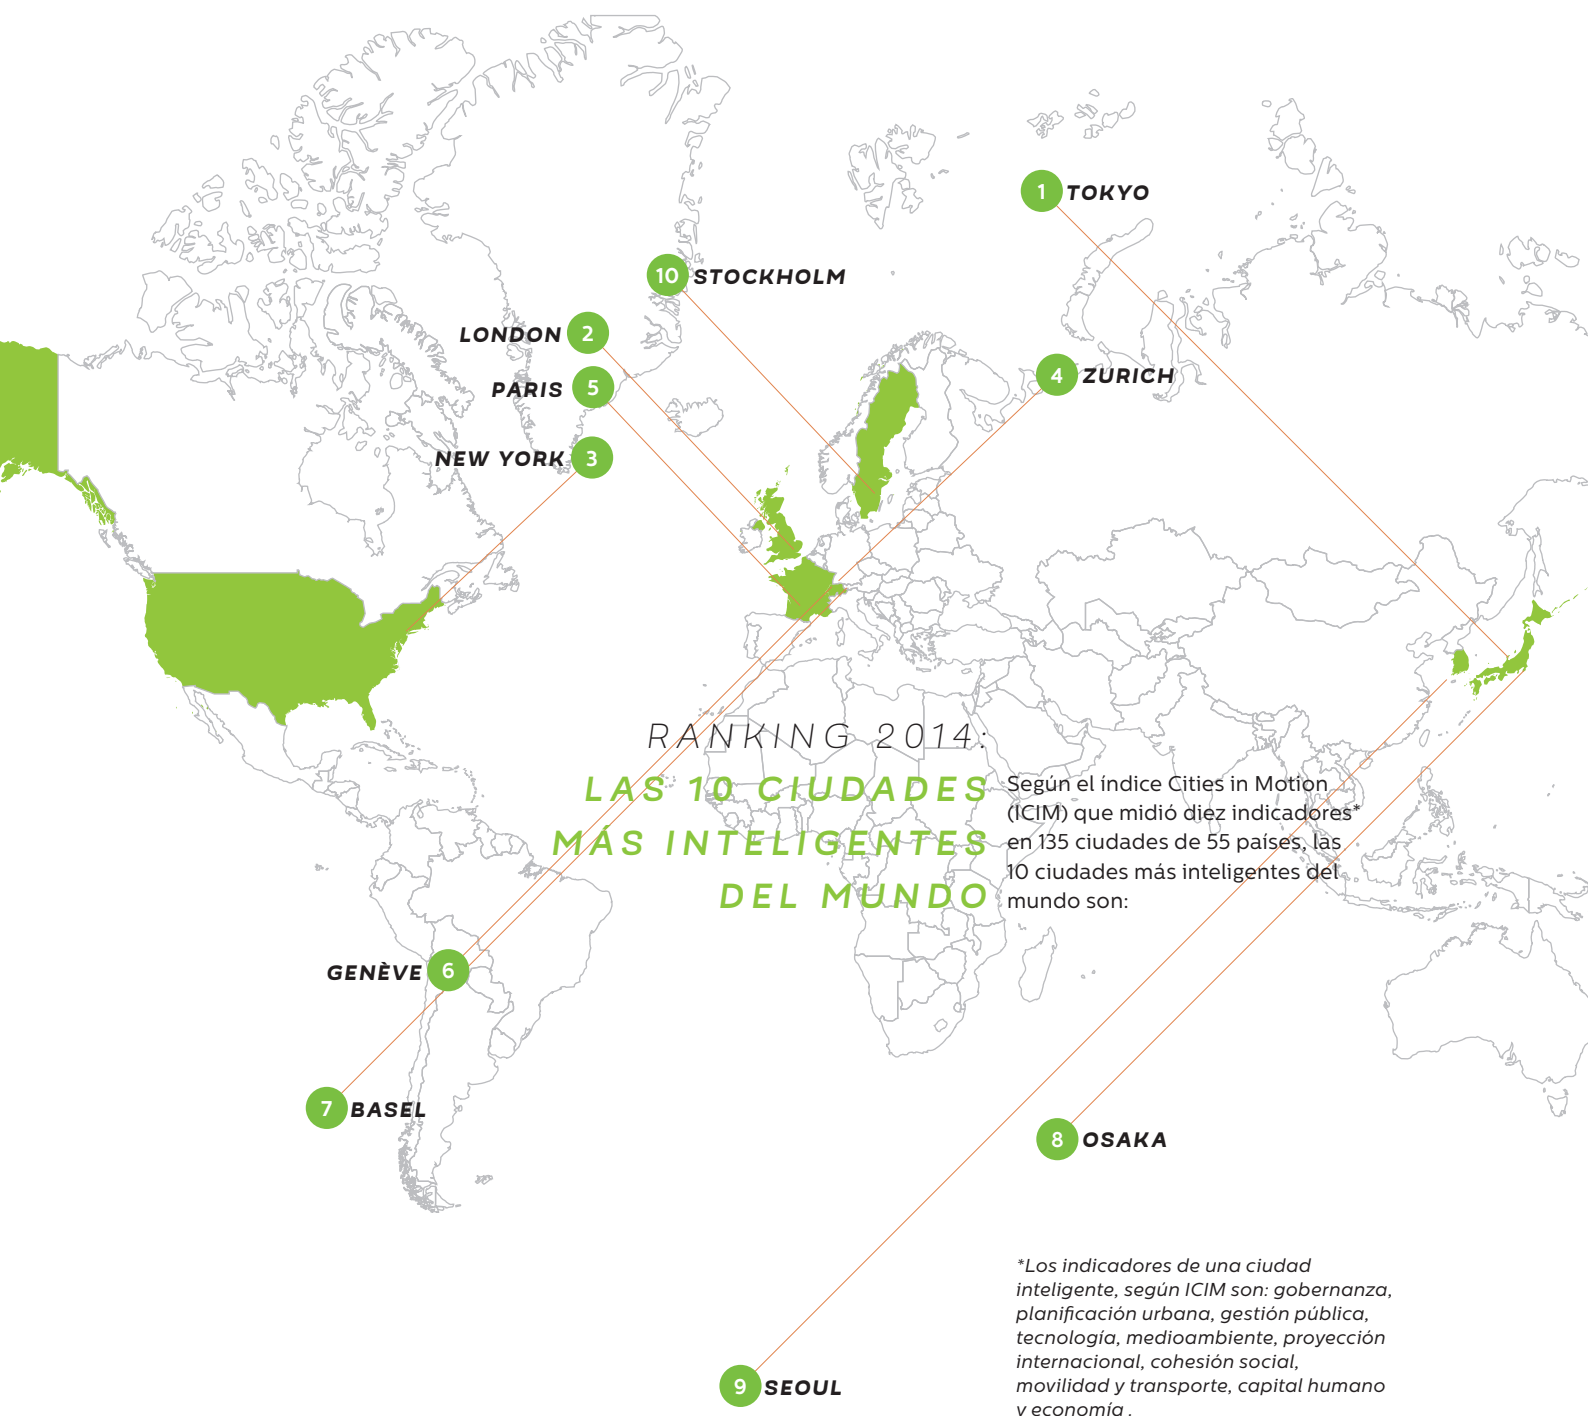 1 TOKYO
10 STOCKHOLM
LONDON 2
4 ZURICH
PARIS 5
NEW YORK 3
RANKING 2014:
LAS 10 CIUDADES
MÁS INTELIGENTES
DEL MUNDO
Según el índice Cities in Motion
(ICIM) que midió diez indicadores*
en 135 ciudades de 55 países, las
10 ciudades más inteligentes del
mundo son:
GENÈVE 6
7 BASEL
8 OSAKA
9 SEOUL
*Los indicadores de una ciudad
inteligente, según ICIM son: gobernanza,
planificación urbana, gestión pública,
tecnología, medioambiente, proyección
internacional, cohesión social,
movilidad y transporte, capital humano
y economía .